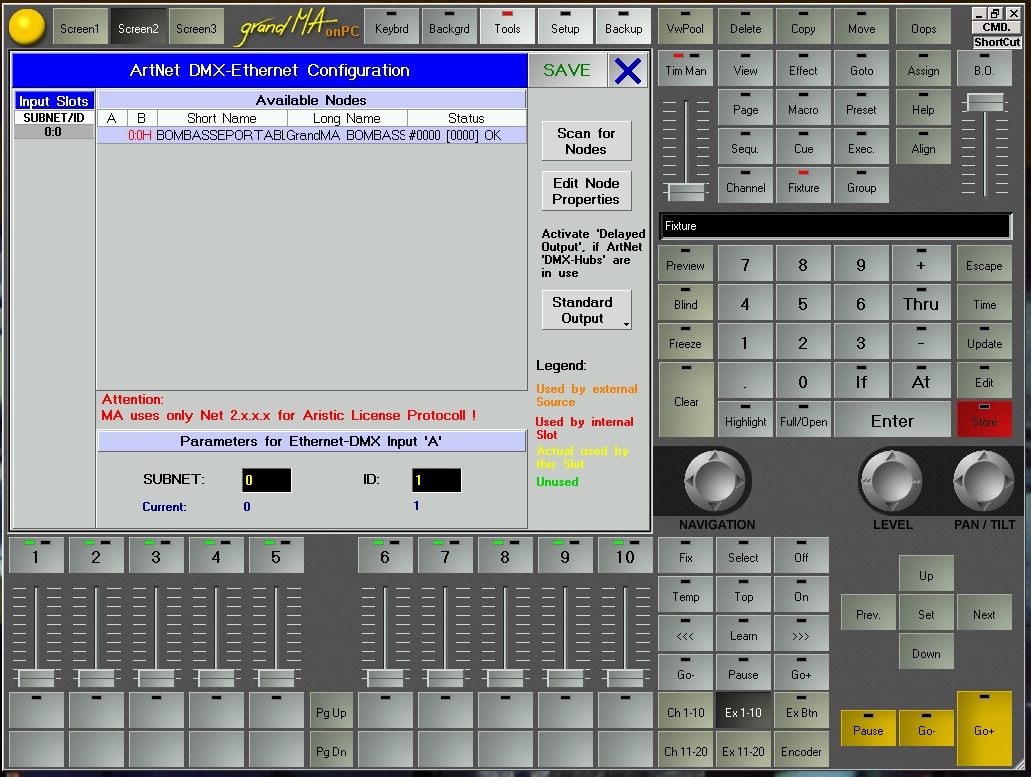 Screen1 Screen2 Screen3 grandMA onPC Keybrd Backgrd Tools Setup Backup VwPool Delete Copy Move Oops CMD.
ShortCut
ArtNet DMX-Ethernet Configuration SAVE X Tim Man View Effect Goto Assign B.O.
Input Slots Available Nodes
SUBNET/ID A B Short Name Long Name Status Page Macro Preset Help
0:0 0:0H BOMBASSEPORTABL GrandMA BOMBASS #0000 [0000] OK
Scan for
Nodes
Sequ. Cue Exec. Align
Edit Node
Properties
Channel Fixture Group
Activate 'Delayed
Output', if ArtNet
'DMX-Hubs' are
in use
Fixture
Preview 7 8 9 + Escape
Standard
Output
Blind 4 5 6 Thru Time
Freeze 1 2 3 - Update
Legend:
Used by external
Source
Used by internal
Slot
Actual used by
this Slot
Unused
Clear . 0 If At Edit
Highlight Full/Open Enter Store
Attention:
MA uses only Net 2.x.x.x for Aristic License Protocoll !
Parameters for Ethernet-DMX Input 'A'
SUBNET: 0 ID: 1
Current: 0 1
NAVIGATION LEVEL PAN / TILT
1 2 3 4 5 6 7 8 9 10 Fix Select Off
Up
Temp Top On
Prev. Set Next
<<< Learn >>>
Down
Go- Pause Go+
Pg Up Ch 1-10 Ex 1-10 Ex Btn
Pause Go- Go+
Pg Dn Ch 11-20 Ex 11-20 Encoder